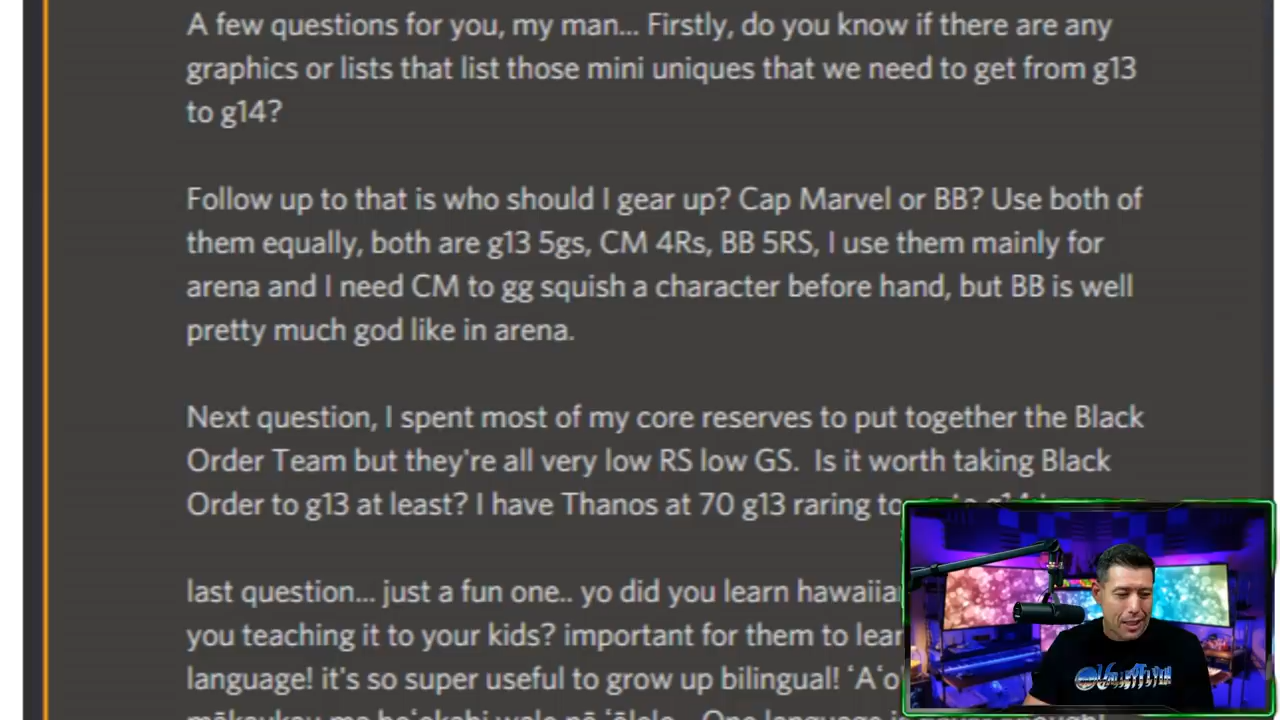 A few questions for you, my man... Firstly, do you know if there are any
graphics or lists that list those mini uniques that we need to get from g13
to g14?
Follow up to that is who should I gear up? Cap Marvel or BB? Use both of
them equally, both are g13 5gs, CM 4Rs, BB 5RS, I use them mainly for
arena and I need CM to gg squish a character before hand, but BB is well
pretty much god like in arena.
Next question, I spent most of my core reserves to put together the Black
Order Team but they're all very low RS low GS. Is it worth taking Black
Order to g13 at least? I have Thanos at 70 g13 raring to
last question... just a fun one.. yo did you learn hawaiian
you teaching it to your kids? important for them to learn
language! it's so super useful to grow up bilingual!